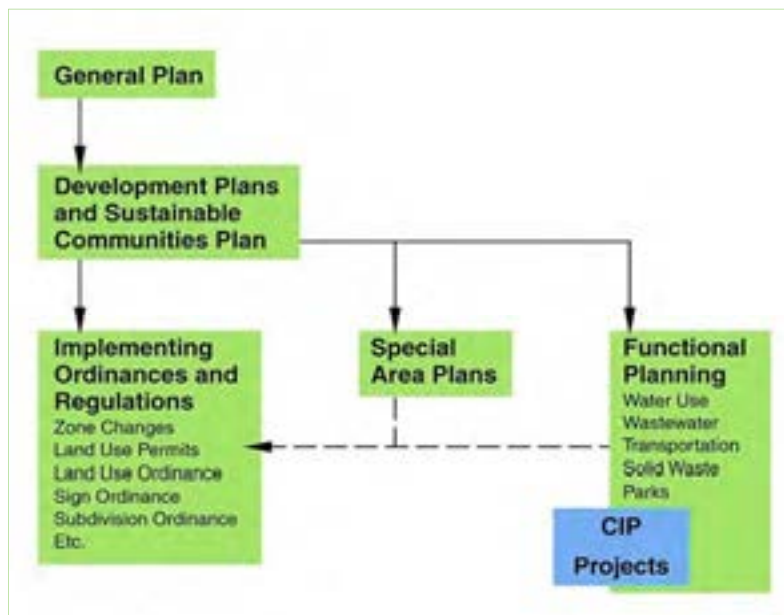 General Plan
Development Plans
and Sustainable
Communities Plan
Implementing
Ordinances and
Regulations
Zone Changes
Land Use Permits
Land Use Ordinance
Sign Ordinance
Subdivision Ordinance
Etc.
Special
Area Plans
Functional
Planning
Water Use
Wastewater
Transportation
Solid Waste
Parks
CIP
Projects